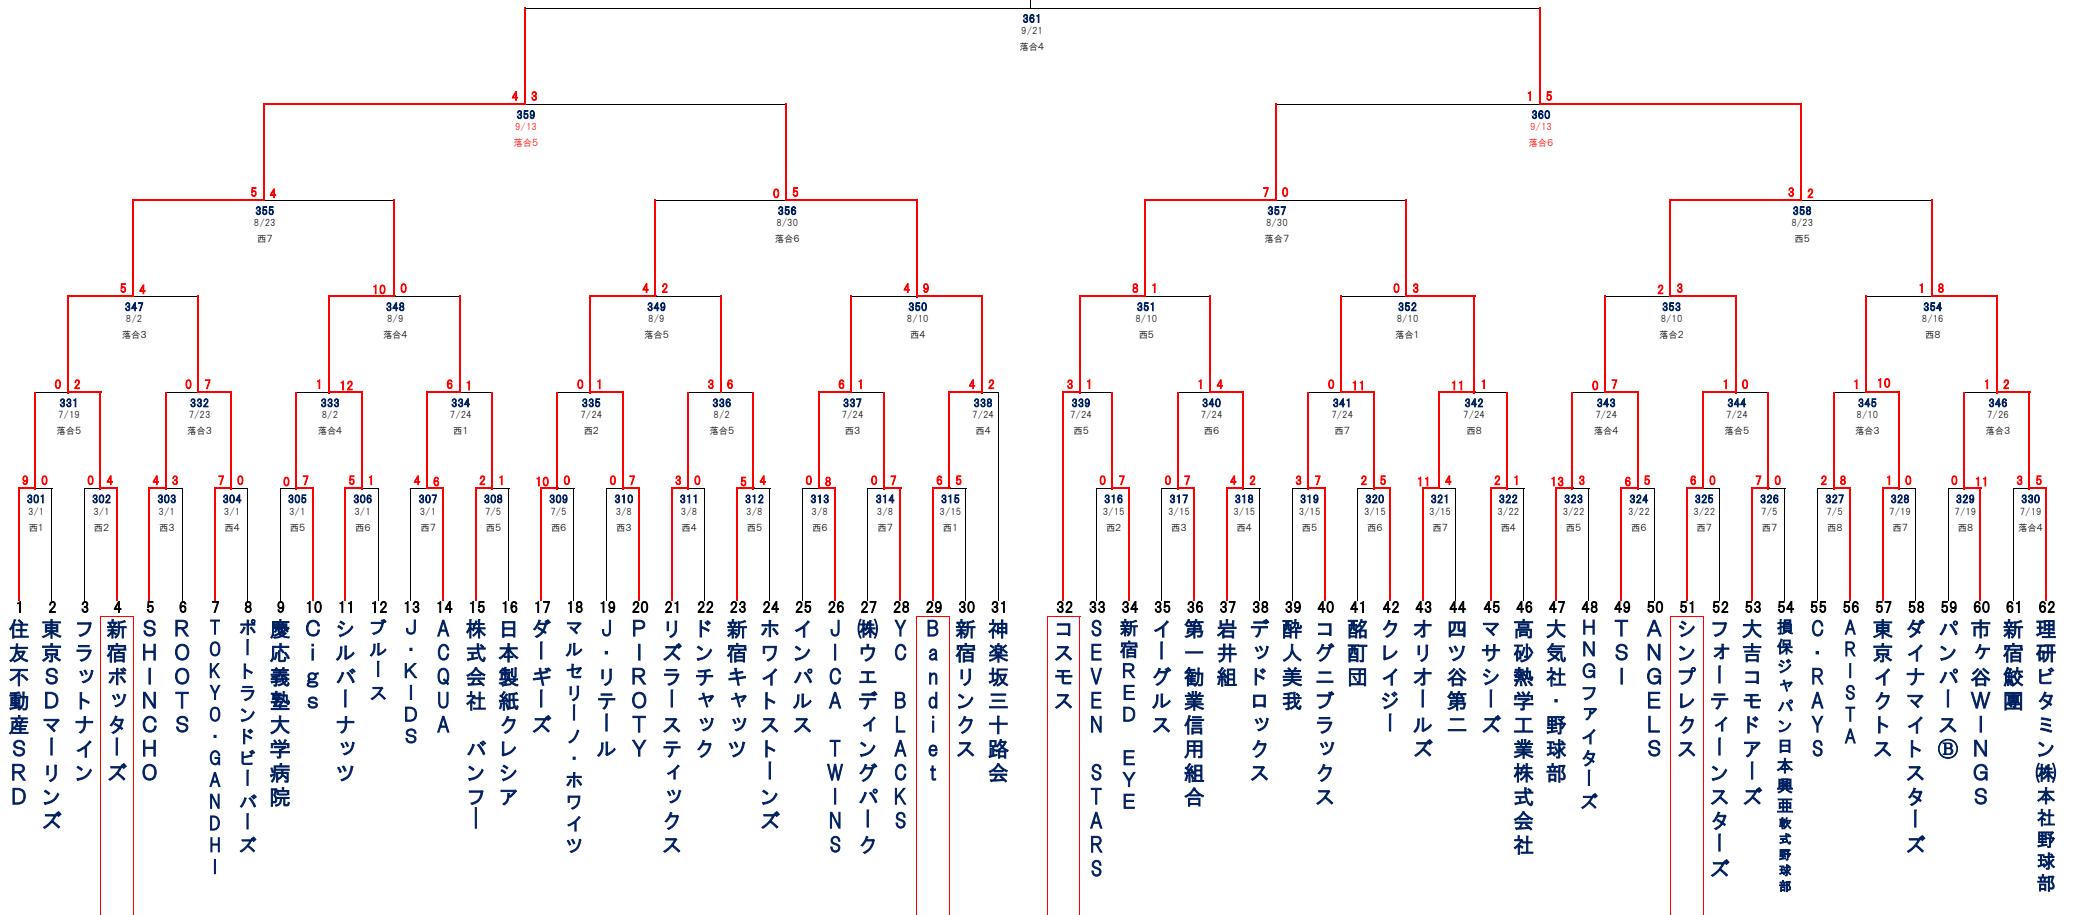 361
9/21
落合4
4 3
1 5
359
9/13
落合5
360
9/13
落合6
5 4
0 5
7 0
3 2
355
8/23
西7
356
8/30
落合6
357
8/30
落合7
358
8/23
西5
5 4
10 0
4 2
4 9
8 1
0 3
2 3
1 8
347
8/2
落合3
348
8/9
落合4
349
8/9
落合5
350
8/10
西4
351
8/10
西5
352
8/10
落合1
353
8/10
落合2
354
8/16
西8
0 2
0 7
1 12
6 1
0 1
3 6
6 1
4 2
3 1
1 4
0 11
11 1
0 7
1 0
1 10
1 2
331
7/19
落合5
332
7/23
落合3
333
8/2
落合4
334
7/24
西1
335
7/24
西2
336
8/2
落合5
337
7/24
西3
338
7/24
西4
339
7/24
西5
340
7/24
西6
341
7/24
西7
342
7/24
西8
343
7/24
落合4
344
7/24
落合5
345
8/10
落合3
346
7/26
落合3
9 0
0 4
4 3
7 0
0 7
5 1
4 6
2 1
10 0
0 7
3 0
5 4
0 8
0 7
6 5
0 7
0 7
4 2
3 7
2 5
11 4
2 1
13 3
6 5
6 0
7 0
2 8
1 0
0 11
3 5
301
3/1
西1
302
3/1
西2
303
3/1
西3
304
3/1
西4
305
3/1
西5
306
3/1
西6
307
3/1
西7
308
7/5
西5
309
7/5
西6
310
3/8
西3
311
3/8
西4
312
3/8
西5
313
3/8
西6
314
3/8
西7
315
3/15
西1
316
3/15
西2
317
3/15
西3
318
3/15
西4
319
3/15
西5
320
3/15
西6
321
3/15
西7
322
3/22
西4
323
3/22
西5
324
3/22
西6
325
3/22
西7
326
7/5
西7
327
7/5
西8
328
7/19
西7
329
7/19
西8
330
7/19
落合4
1 住友不動産SRD
2 東京SDマーリンズ
3 フラットナイン
4 新宿ボッターズ
5 SHINCHO
6 ROOTS
7 TOKYO・GANDHI
8 ポートランドビーバーズ
9 慶応義塾大学病院
10 Cigs
11 シルバーナッツ
12 ブルース
13 J・KIDS
14 ACQUA
15 株式会社 バンフー
16 日本製紙クレシア
17 ダーギーズ
18 マルセリーノ・ホワイツ
19 J・リテール
20 PIROTY
21 リズラースティックス
22 ドンチャック
23 新宿キャッツ
24 ホワイトストーンズ
25 インパルス
26 JICA TWINS
27 ㈱ウエディングパーク
28 YC BLACKS
29 Bandiet
30 新宿リンクス
31 神楽坂三十路会
32 コスモス
33 SEVEN STARS
34 新宿RED EYE
35 イーグルス
36 第一勧業信用組合
37 岩井組
38 デッドロックス
39 酔人美我
40 コグニブラックス
41 酩酊団
42 クレイジー
43 オリオールズ
44 四ツ谷第二
45 マサシーズ
46 高砂熱学工業株式会社
47 大気社・野球部
48 HNGファイターズ
49 TSI
50 ANGELS
51 シンプレクス
52 フォーティーンスターズ
53 大吉コモドアーズ
54 損保ジャパン日本興亜軟式野球部
55 C・RAYS
56 ARISTA
57 東京イクトス
58 ダイナマイトスターズ
59 パンパースⒷ
60 市ヶ谷WINGS
61 新宿鮫團
62 理研ビタミン㈱本社野球部